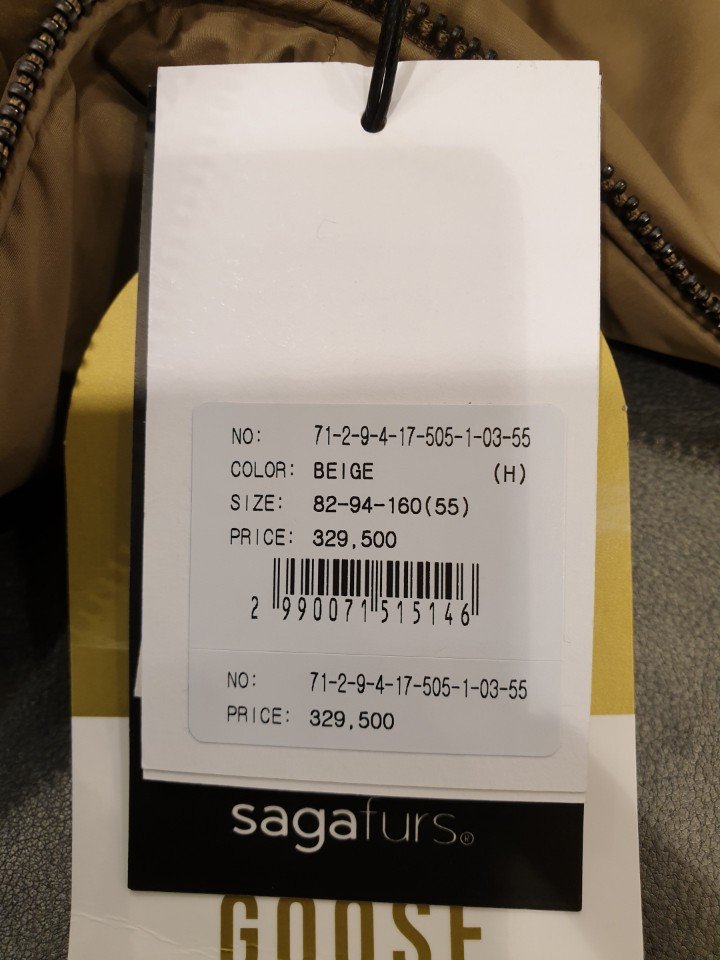 NO: 71-2-9-4-17-505-1-03-55
COLOR: BEIGE (H)
SIZE: 82-94-160(55)
PRICE: 329,500
2 990071 515146
NO: 71-2-9-4-17-505-1-03-55
PRICE: 329,500
sagafurs®
GOOSE